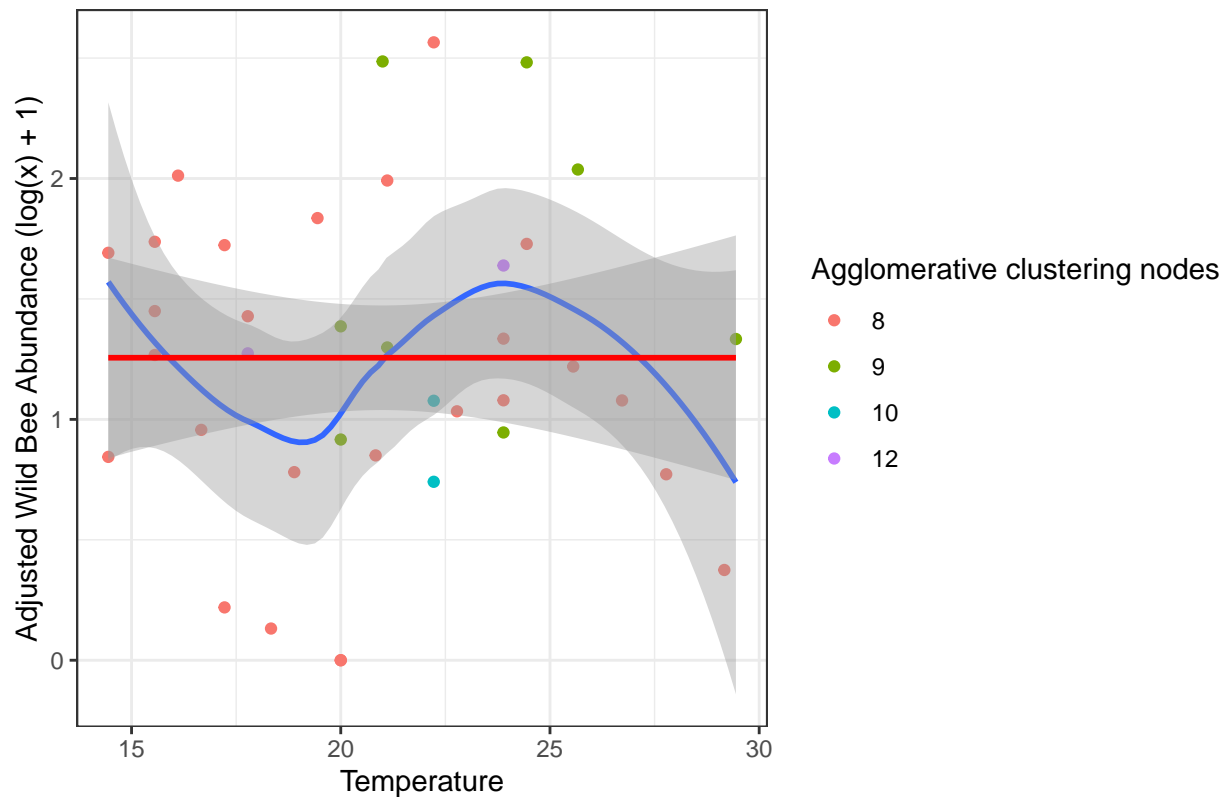 Adjusted Wild Bee Abundance (log(x) + 1)
2
1
0
15 20 25 30
Temperature
Agglomerative clustering nodes
8
9
10
12